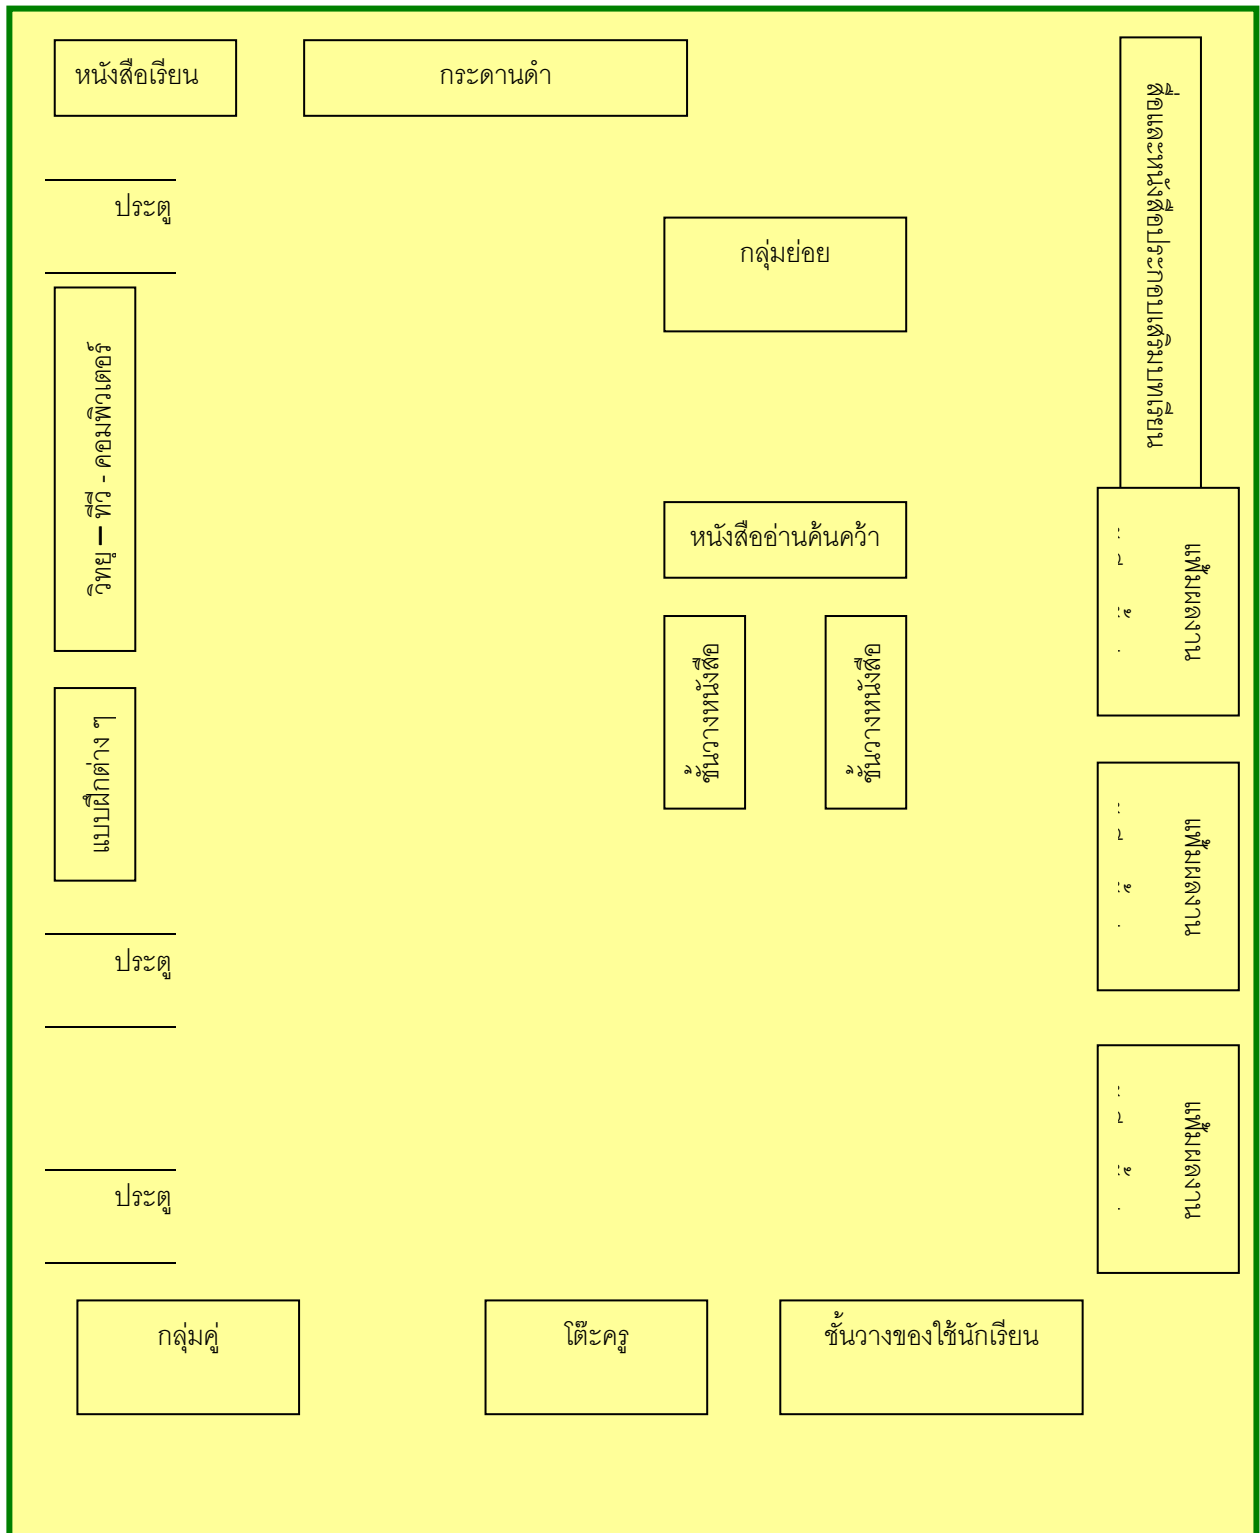 หนังสือเรียน
กระดานดำ
สื่อและหนังสือประกอบเสริมบทเรียน
ประตู
กลุ่มย่อย
วิทยุ – ทีวี - คอมพิวเตอร์
หนังสืออ่านค้นคว้า
แฟ้มผลงาน
ชั้นวางหนังสือ
ชั้นวางหนังสือ
แบบฝึกต่าง ๆ
แฟ้มผลงาน
ประตู
แฟ้มผลงาน
ประตู
กลุ่มคู่
โต๊ะครู
ชั้นวางของใช้นักเรียน